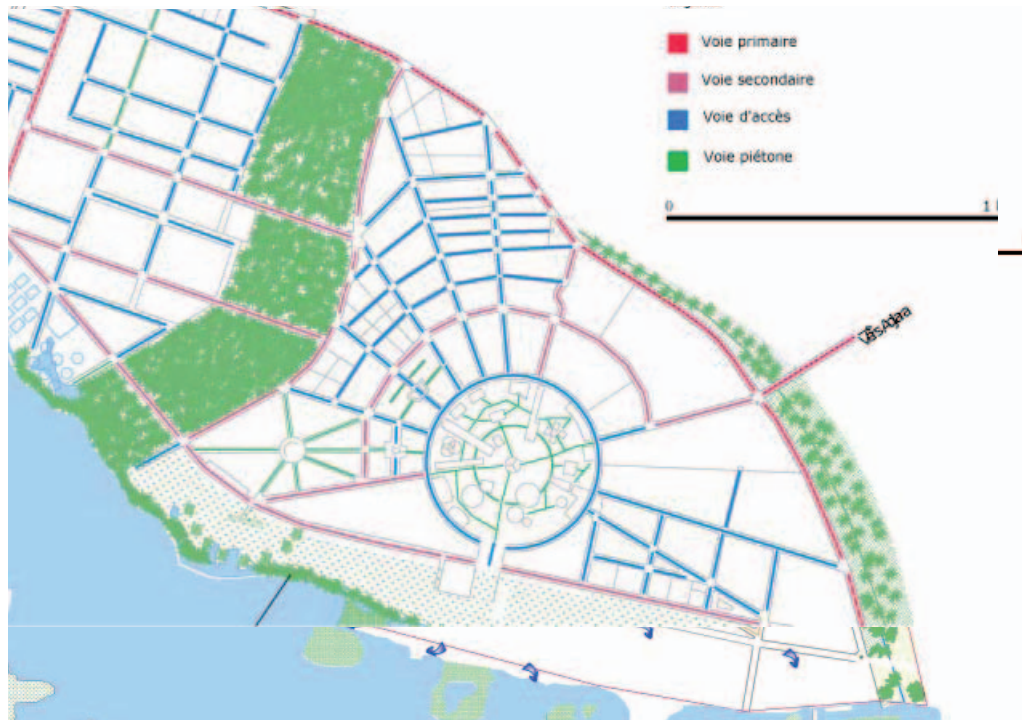 Voie primaire
Voie secondaire
Voie d'accès
Voie piétone
0 1